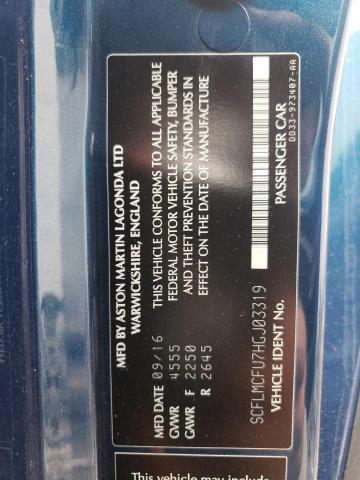 MFD BY ASTON MARTIN LAGONDA LTD
WARWICKSHIRE, ENGLAND
MFD DATE 09/16
GVWR 4555
GAWR F 2250
R 2645
THIS VEHICLE CONFORMS TO ALL APPLICABLE
FEDERAL MOTOR VEHICLE SAFETY, BUMPER
AND THEFT PREVENTION STANDARDS IN
EFFECT ON THE DATE OF MANUFACTURE
SCFLMCFU7HGJ03319
VEHICLE IDENT No.
PASSENGER CAR
DD33-973407-AA
This vehicle may include